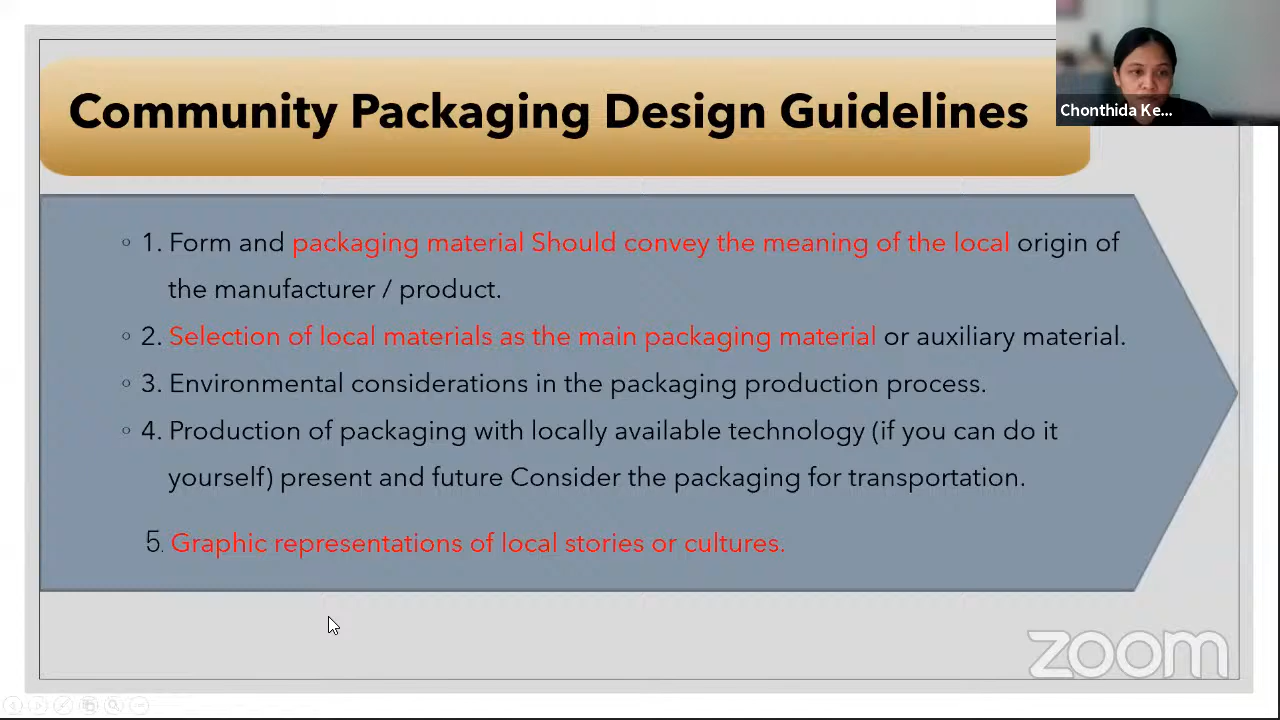 Community Packaging Design Guidelines
Chonthida Ke...
1. Form and packaging material Should convey the meaning of the local origin of
the manufacturer / product.
2. Selection of local materials as the main packaging material or auxiliary material.
3. Environmental considerations in the packaging production process.
4. Production of packaging with locally available technology (if you can do it
yourself) present and future Consider the packaging for transportation.
5. Graphic representations of local stories or cultures.
zoom